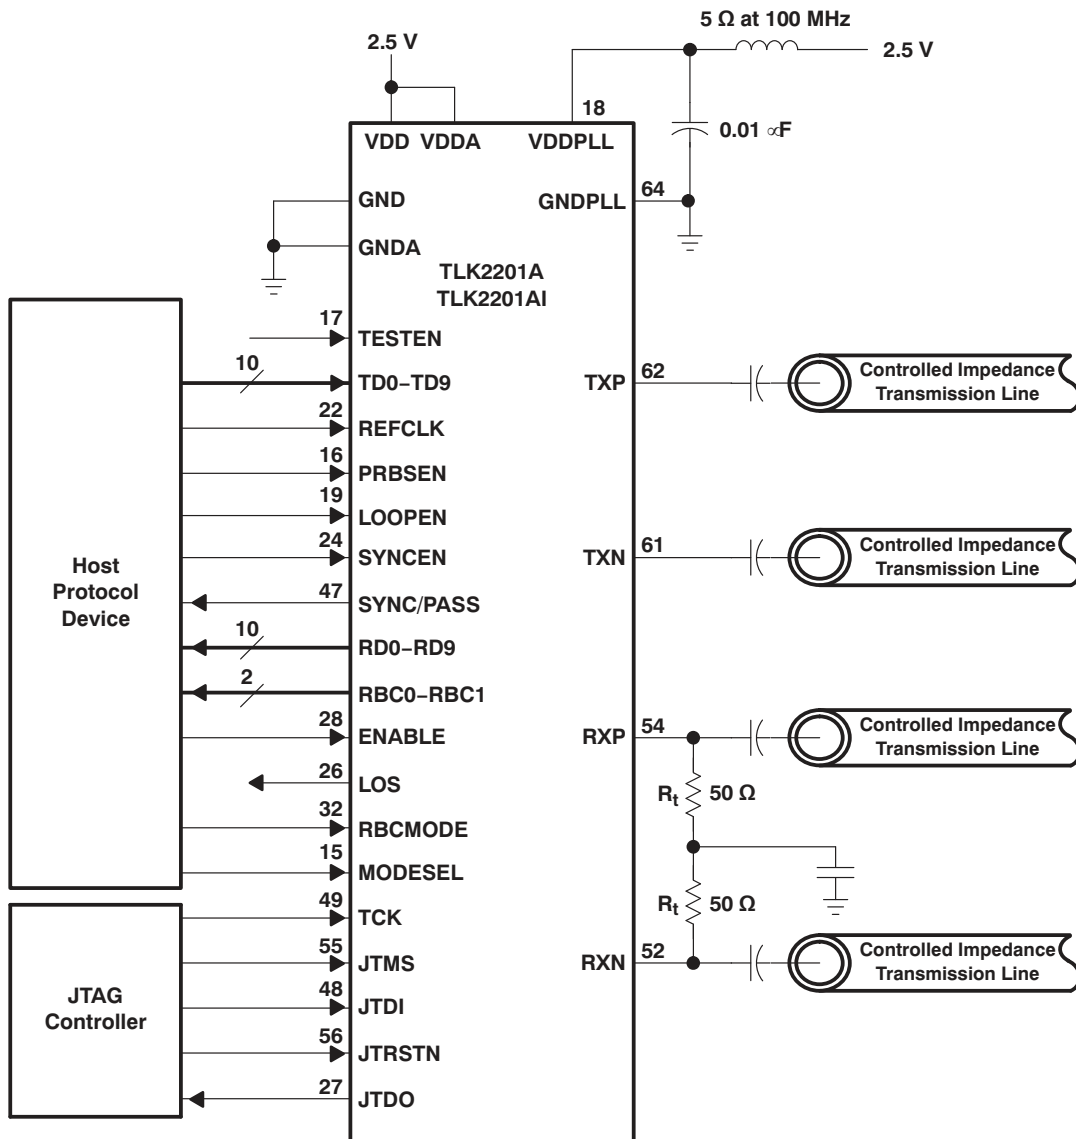 5 Ω at 100 MHz
2.5 V
2.5 V
18
0.01 ∝F
VDD VDDA VDDPLL
GND
GNDPLL
64
GNDA
TLK2201A
TLK2201AI
17
TESTEN
10
TD0–TD9
TXP
62
Controlled Impedance
Transmission Line
22
REFCLK
16
PRBSEN
19
LOOPEN
24
SYNCEN
TXN
61
Controlled Impedance
Transmission Line
Host
Protocol
Device
47
SYNC/PASS
10
RD0–RD9
2
RBC0–RBC1
28
ENABLE
RXP
54
Controlled Impedance
Transmission Line
26
LOS
Rt 50 Ω
32
RBCMODE
15
MODESEL
Rt 50 Ω
49
TCK
55
JTMS
RXN
52
Controlled Impedance
Transmission Line
JTAG
Controller
48
JTDI
56
JTRSTN
27
JTDO